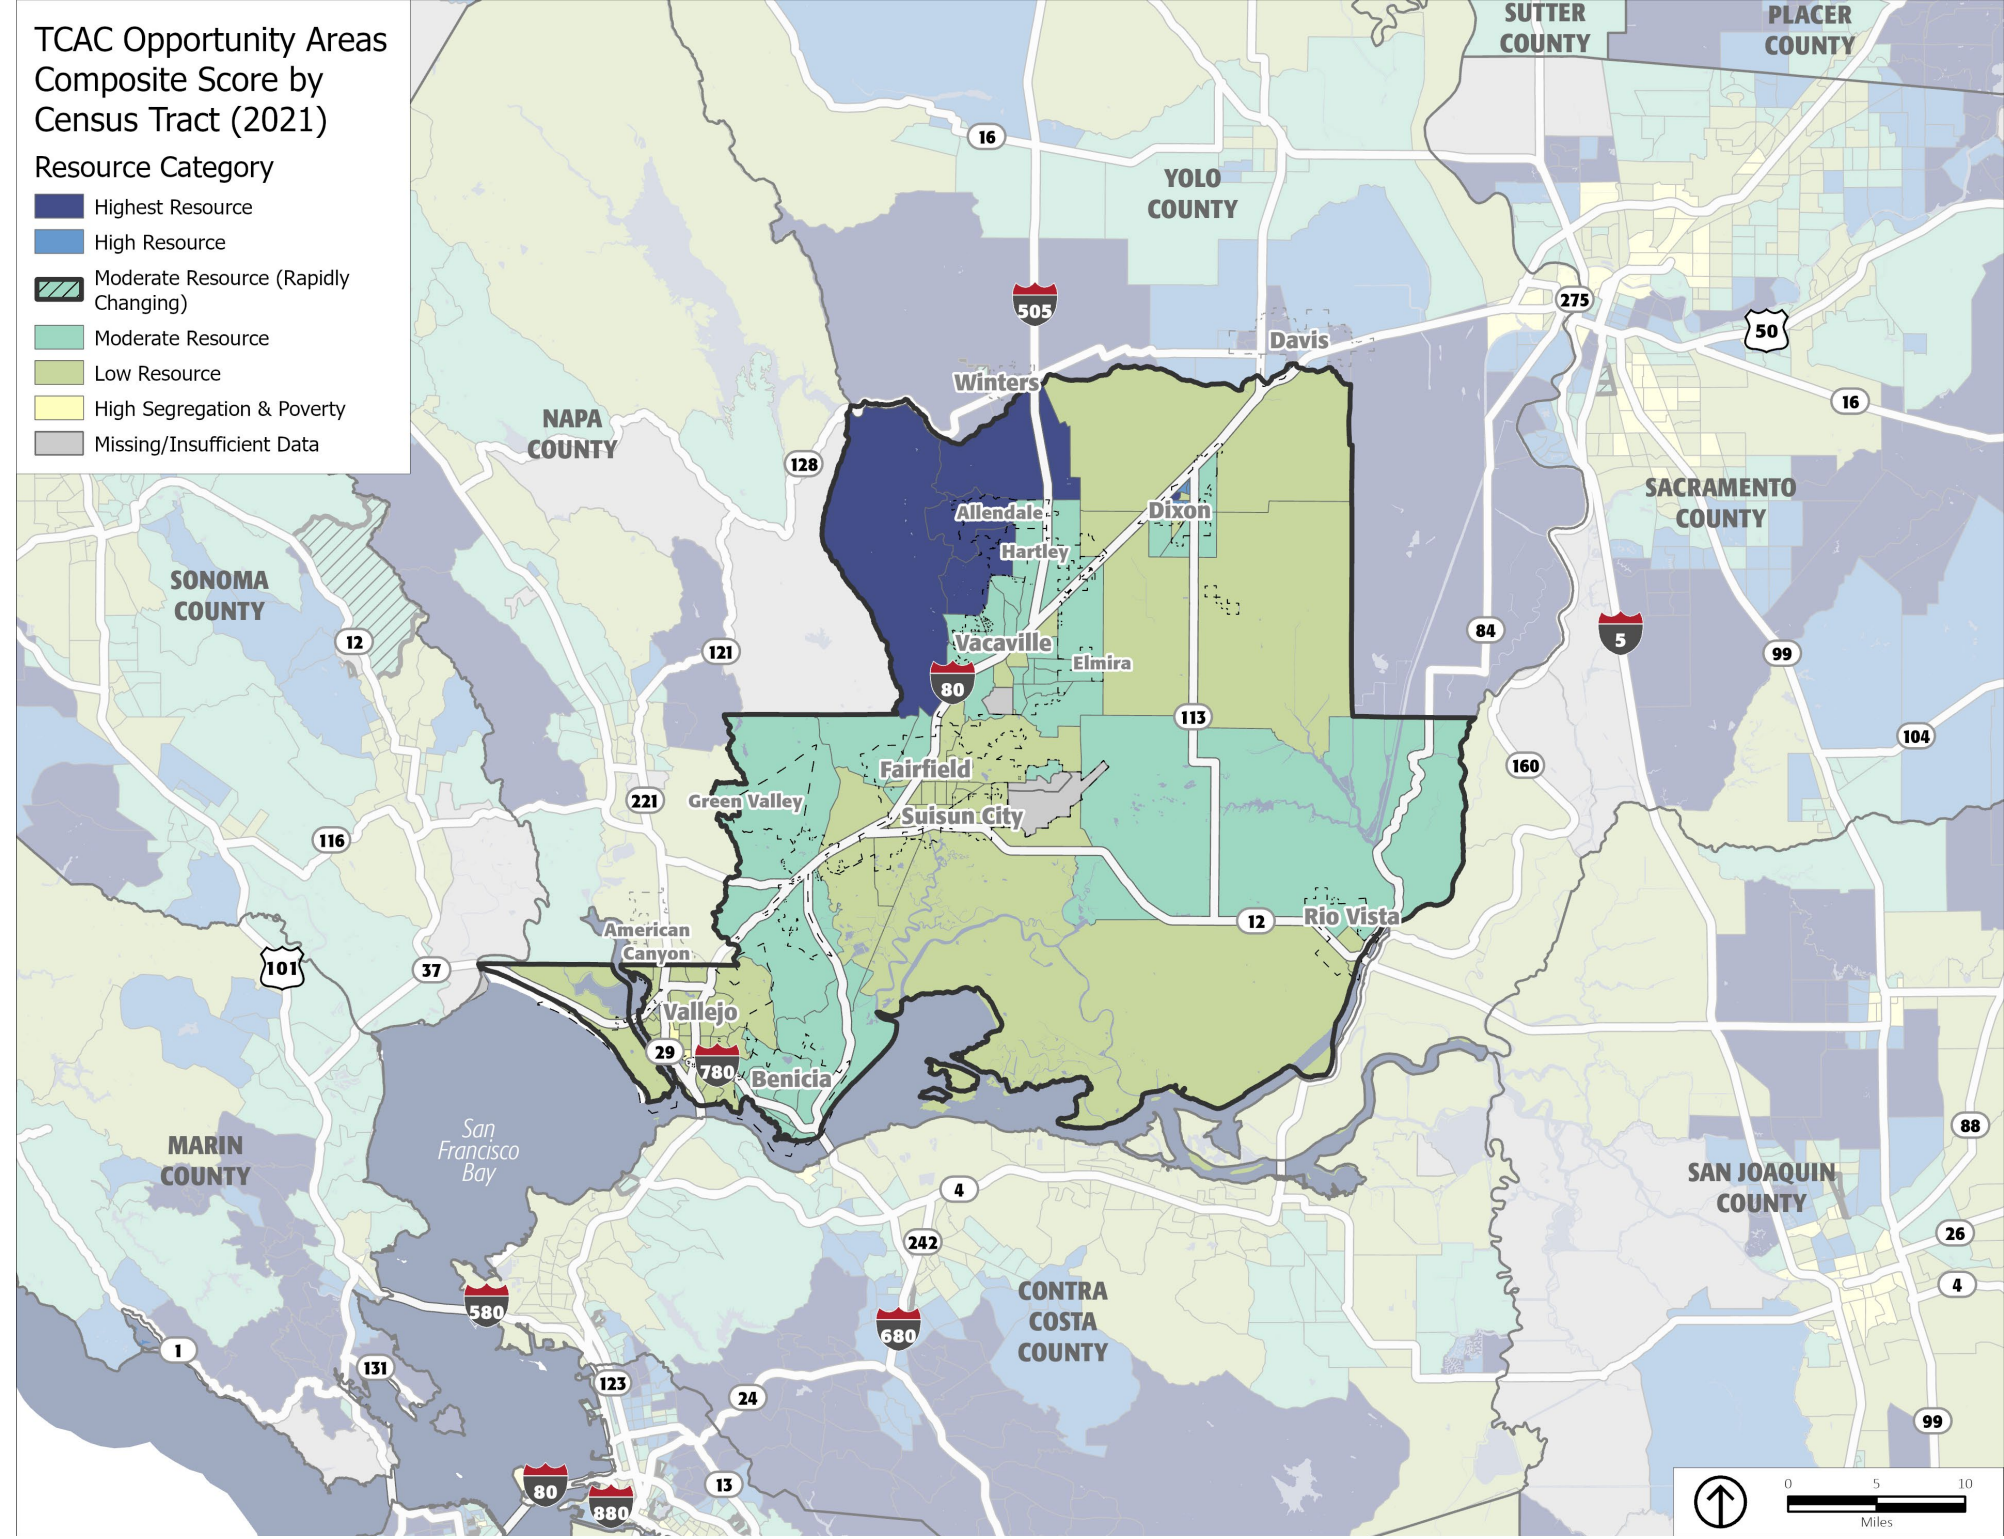 TCAC Opportunity Areas
Composite Score by
Census Tract (2021)
Resource Category
Highest Resource
High Resource
Moderate Resource (Rapidly
Changing)
Moderate Resource
Low Resource
High Segregation & Poverty
Missing/Insufficient Data
SUTTER
COUNTY
PLACER
COUNTY
16
YOLO
COUNTY
505
275
50
Davis
Winters
16
NAPA
COUNTY
128
SACRAMENTO
COUNTY
Allendale
Dixon
Hartley
SONOMA
COUNTY
12
121
Vacaville
Elmira
84
5
99
80
113
104
160
Fairfield
Green Valley
221
Suisun City
116
12
Rio Vista
American
Canyon
101
37
Vallejo
29
780
Benicia
San
Francisco
Bay
MARIN
COUNTY
88
SAN JOAQUIN
COUNTY
4
242
26
4
CONTRA
COSTA
COUNTY
580
680
1
131
123
24
99
13
80
880
0 5 10
Miles